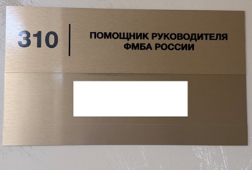 310
ПОМОЩНИК РУКОВОДИТЕЛЯ
ФМБА РОССИИ